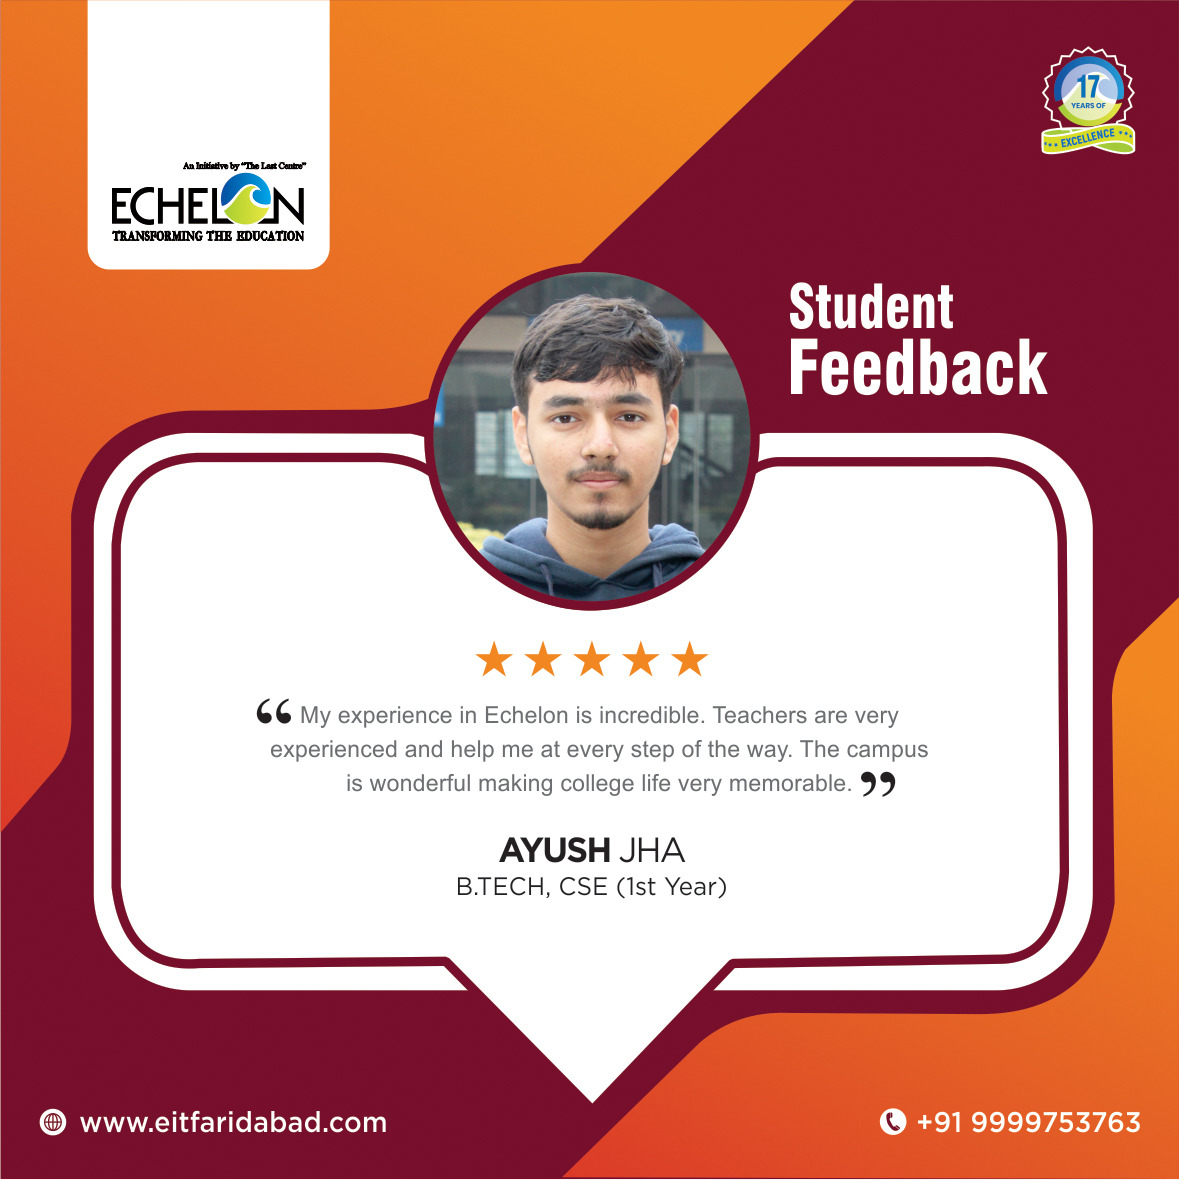 An Initiative by "The Last Centre"
ECHELON
TRANSFORMING THE EDUCATION
17
YEARS OF
EXCELLENCE
Student
Feedback
“ My experience in Echelon is incredible. Teachers are very
experienced and help me at every step of the way. The campus
is wonderful making college life very memorable. ”
AYUSH JHA
B.TECH, CSE (1st Year)
www.eitfaridabad.com
+91 9999753763